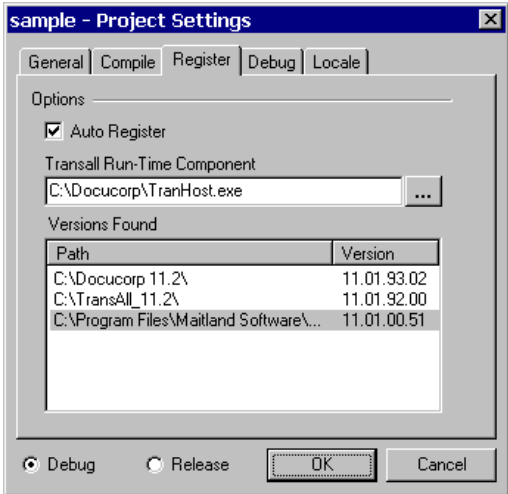 sample - Project Settings
General Compile Register Debug Locale
Options
Auto Register
Transall Run-Time Component
C:\Docucorp\TranHost.exe ...
Versions Found
Path Version
C:\Docucorp 11.2\ 11.01.93.02
C:\TransAll_11.2\ 11.01.92.00
C:\Program Files\Maitland Software\... 11.01.00.51
Debug Release OK Cancel